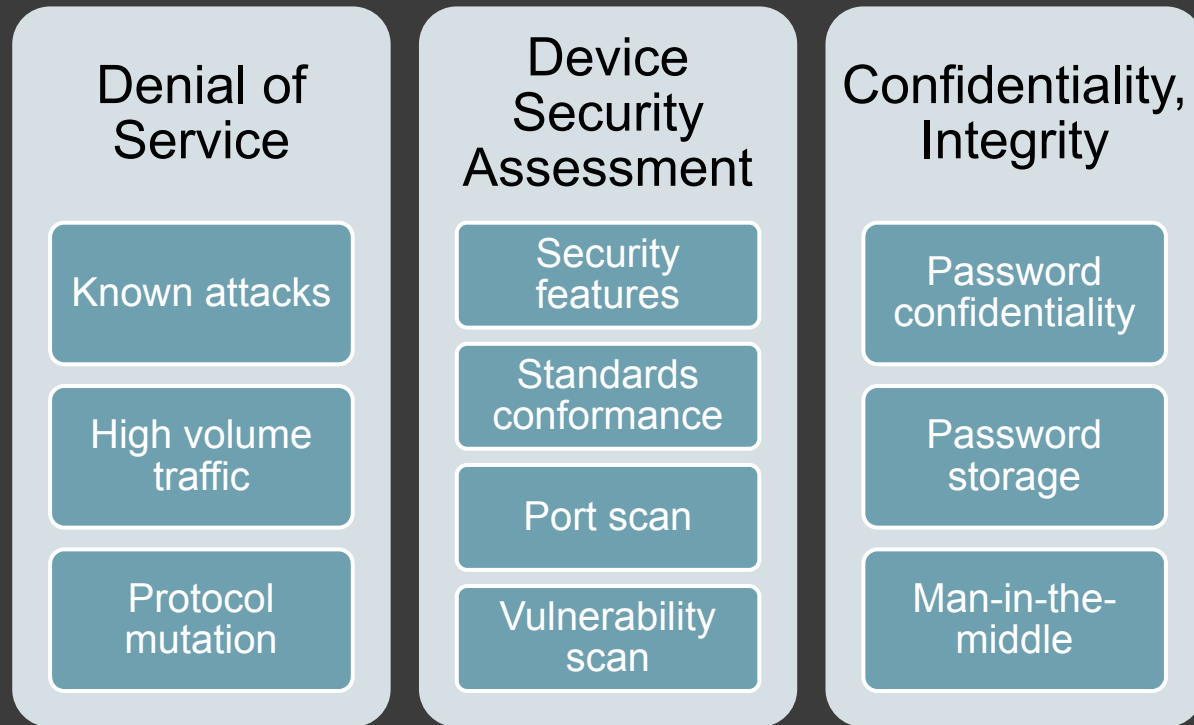 Denial of
Service
Known attacks
High volume
traffic
Protocol
mutation
Device
Security
Assessment
Security
features
Standards
conformance
Port scan
Vulnerability
scan
Confidentiality,
Integrity
Password
confidentiality
Password
storage
Man-in-the-
middle